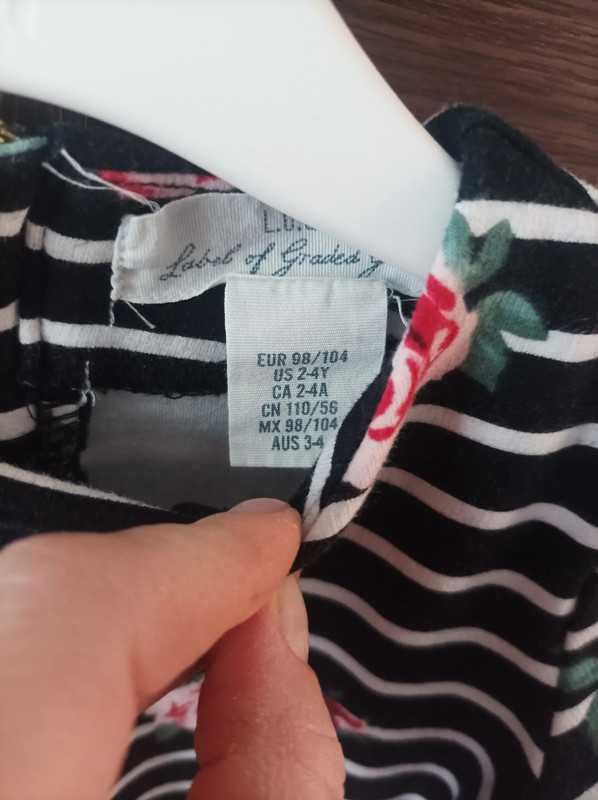 Label of Graded
EUR 98/104
US 2-4Y
CA 2-4A
CN 110/56
MX 98/104
AUS 3-4